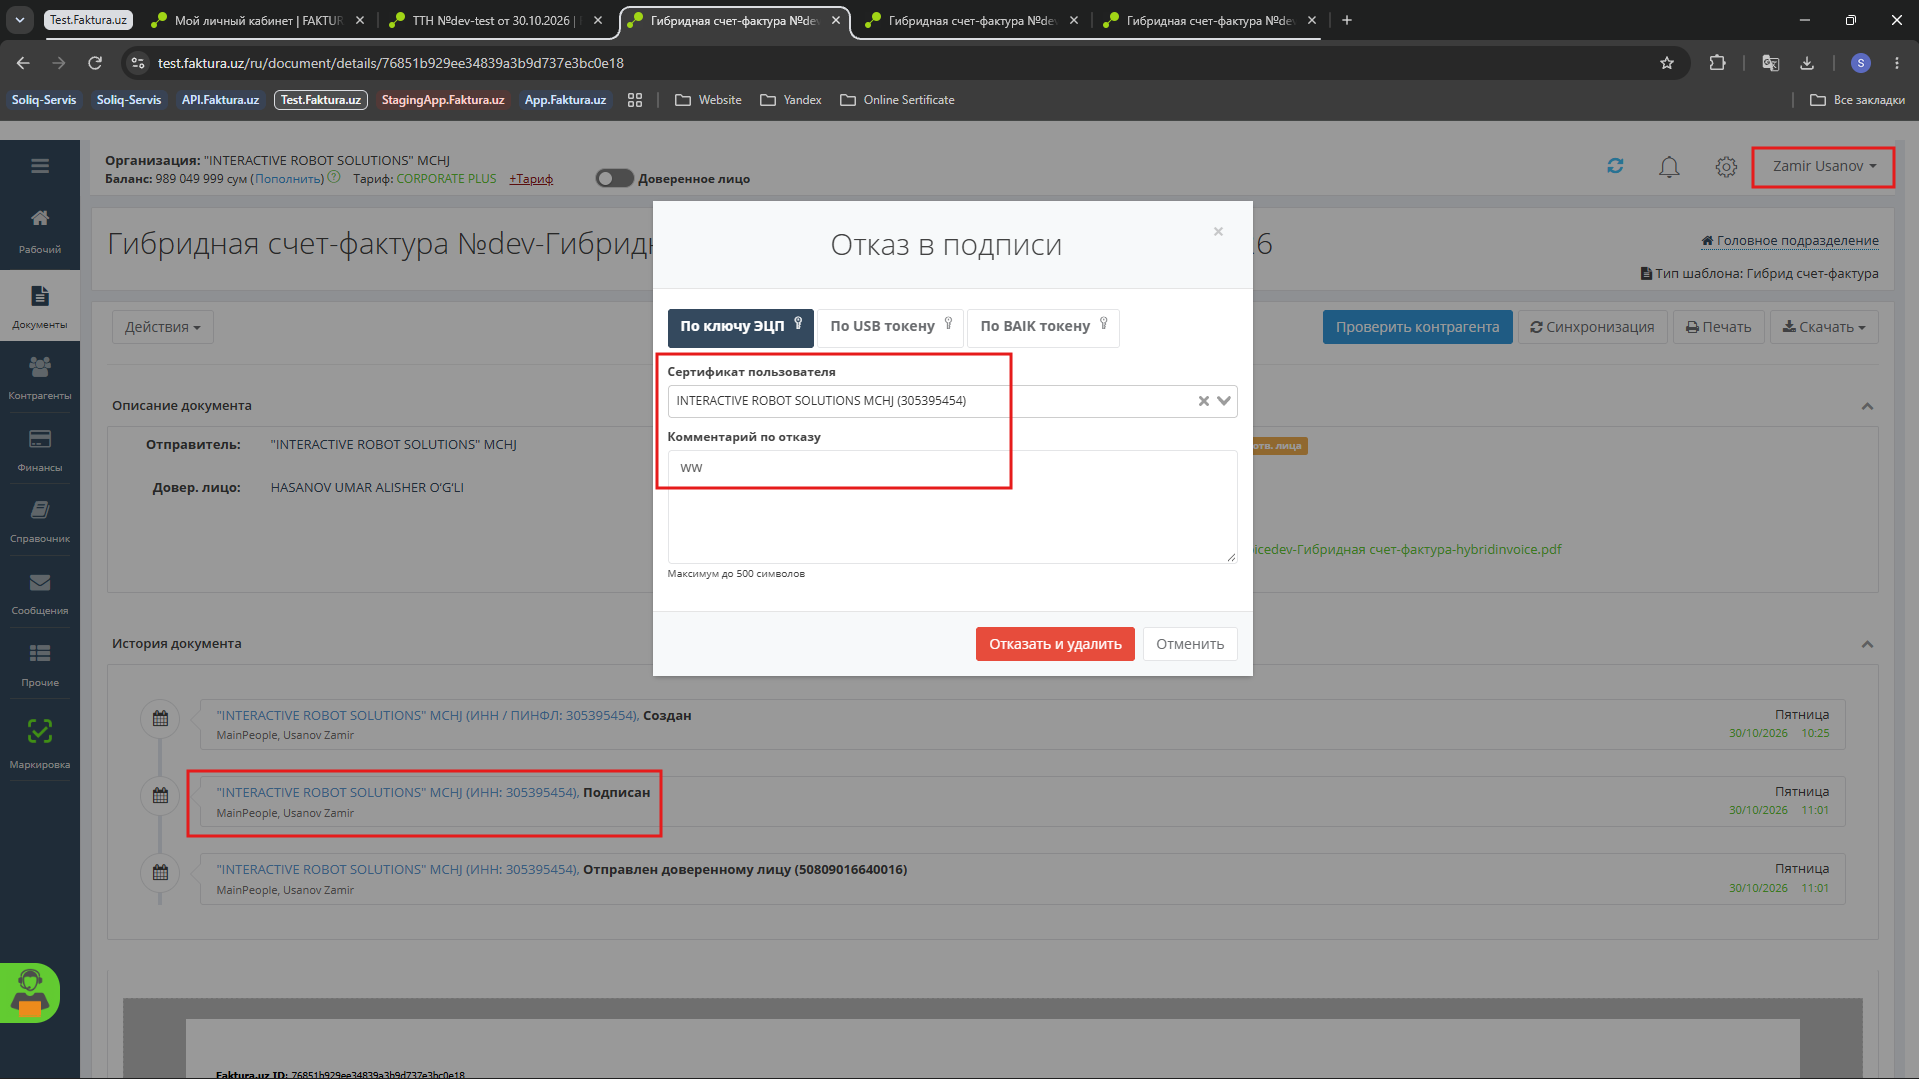 Test.Faktura.uz
Мой личный кабинет | FAKTUR
ТТН №dev-test от 30.10.2026 |
Гибридная счет-фактура №dev
Гибридная счет-фактура №de
Гибридная счет-фактура №de
test.faktura.uz/ru/document/details/76851b929ee34839a3b9d737e3bc0e18
S
Soliq-Servis
Soliq-Servis
API.Faktura.uz
Test.Faktura.uz
StagingApp.Faktura.uz
App.Faktura.uz
Website
Yandex
Online Sertificate
Все закладки
Организация: "INTERACTIVE ROBOT SOLUTIONS" MCHJ
Баланс: 989 049 999 сум (Пополнить) ? Тариф: CORPORATE PLUS +Тариф
Доверенное лицо
Zamir Usanov
Рабочий
Документы
Контрагенты
Финансы
Справочник
Сообщения
Прочие
Маркировка
Гибридная счет-фактура №dev-Гибридн
26
Головное подразделение
Тип шаблона: Гибрид счет-фактура
Действия
Проверить контрагента
Синхронизация
Печать
Скачать
Отказ в подписи
×
По ключу ЭЦП
По USB токену
По BAIK токену
Сертификат пользователя
INTERACTIVE ROBOT SOLUTIONS MCHJ (305395454)
Комментарий по отказу
ww
Максимум до 500 символов
Отказать и удалить
Отменить
Описание документа
Отправитель: "INTERACTIVE ROBOT SOLUTIONS" MCHJ
Довер. лицо: HASANOV UMAR ALISHER O‘G‘LI
отв. лица
icedev-Гибридная счет-фактура-hybridinvoice.pdf
История документа
"INTERACTIVE ROBOT SOLUTIONS" MCHJ (ИНН / ПИНФЛ: 305395454), Создан
MainPeople, Usanov Zamir
Пятница
30/10/2026 10:25
"INTERACTIVE ROBOT SOLUTIONS" MCHJ (ИНН: 305395454), Подписан
MainPeople, Usanov Zamir
Пятница
30/10/2026 11:01
"INTERACTIVE ROBOT SOLUTIONS" MCHJ (ИНН: 305395454), Отправлен доверенному лицу (50809016640016)
MainPeople, Usanov Zamir
Пятница
30/10/2026 11:01
Faktura.uz ID: 76851b929ee34839a3b9d737e3bc0e18